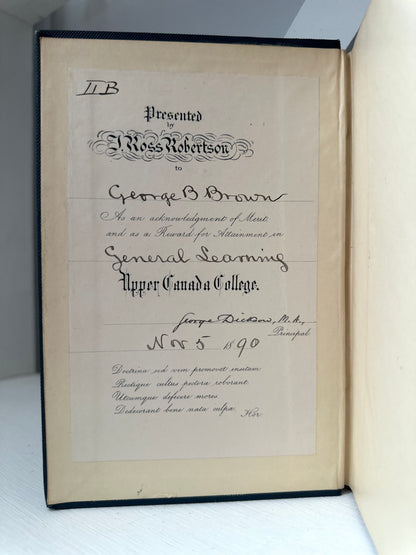 II B
Presented
by
J. Ross Robertson
to
George B Brown
As an acknowledgment of Merit
and as a Reward for Attainment in
General Learning
Upper Canada College.
George Dickson, M.A.,
Principal
Nov 5 1890
Doctrina sed vim promovet insitam
Rectique cultus pectora roborant
Utcumque defecere mores
Dedecorant bene nata culpæ
Hor